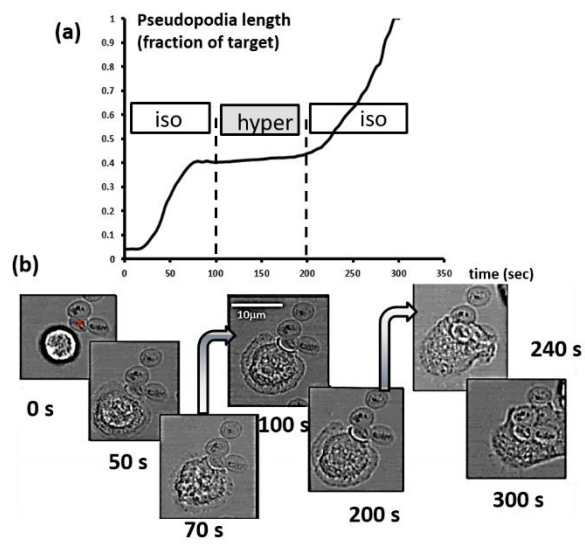 Pseudopodia length
(a)
(fraction of target)
1
0.9
0.8
0.7
0.6
0.5
0.4
0.3
0.2
0.1
0
iso
hyper
iso
0 50 100 150 200 250 300 350
time (sec)
(b)
10µm
240 s
0 s
100 s
50 s
200 s
300 s
70 s